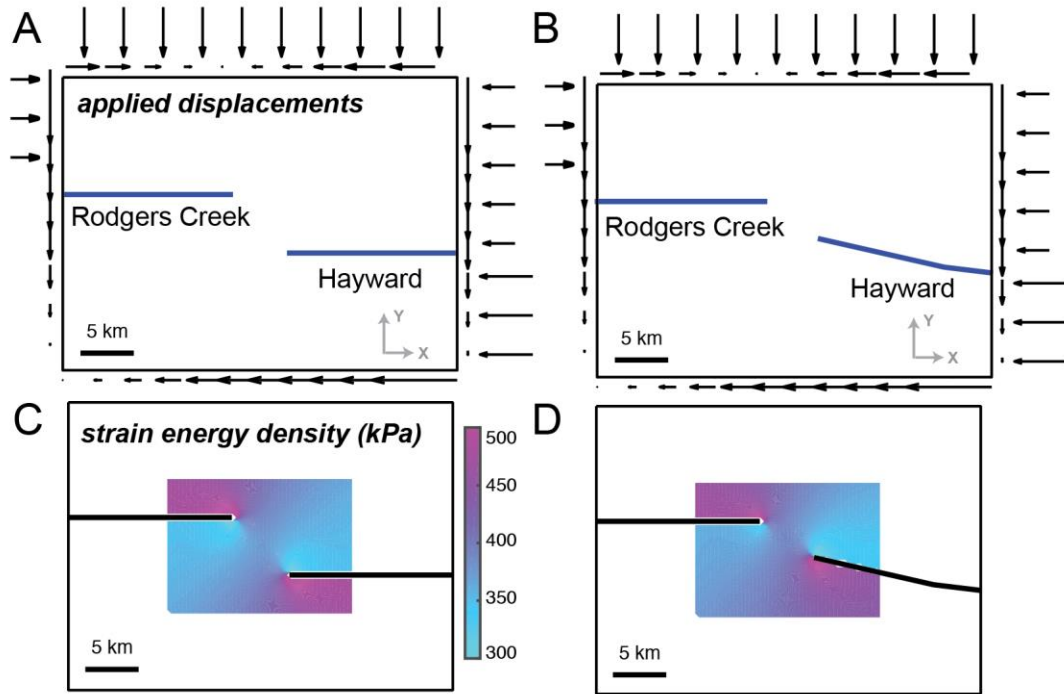 A
applied displacements
Rodgers Creek
Hayward
5 km
Y
X
B
Rodgers Creek
Hayward
5 km
Y
X
C
strain energy density (kPa)
500
450
400
350
300
5 km
D
5 km